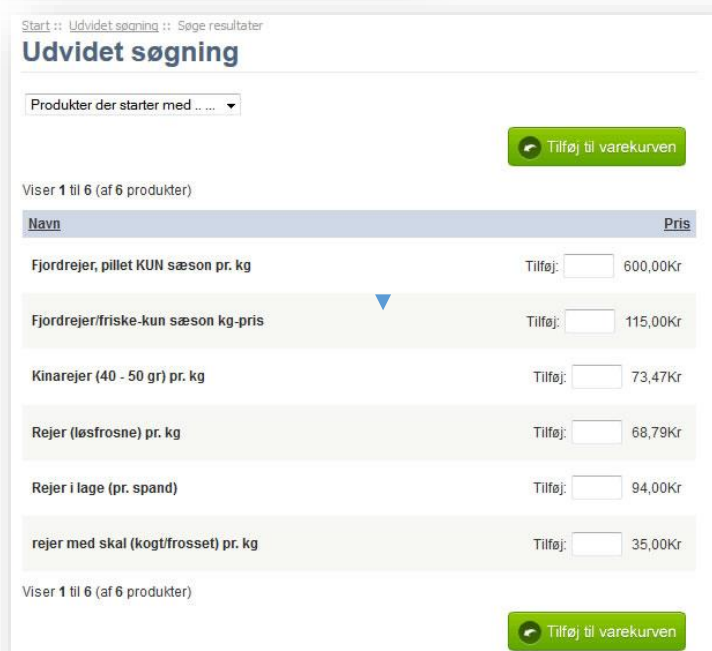 Start :: Udvidet søgning :: Søge resultater
Udvidet søgning
Produkter der starter med .. ...
Tilføj til varekurven
Viser 1 til 6 (af 6 produkter)
Navn Pris
Fjordrejer, pillet KUN sæson pr. kg Tilføj: 600,00Kr
Fjordrejer/friske-kun sæson kg-pris Tilføj: 115,00Kr
Kinarejer (40 - 50 gr) pr. kg Tilføj: 73,47Kr
Rejer (løsfrosne) pr. kg Tilføj: 68,79Kr
Rejer i lage (pr. spand) Tilføj: 94,00Kr
rejer med skal (kogt/frosset) pr. kg Tilføj: 35,00Kr
Viser 1 til 6 (af 6 produkter)
Tilføj til varekurven